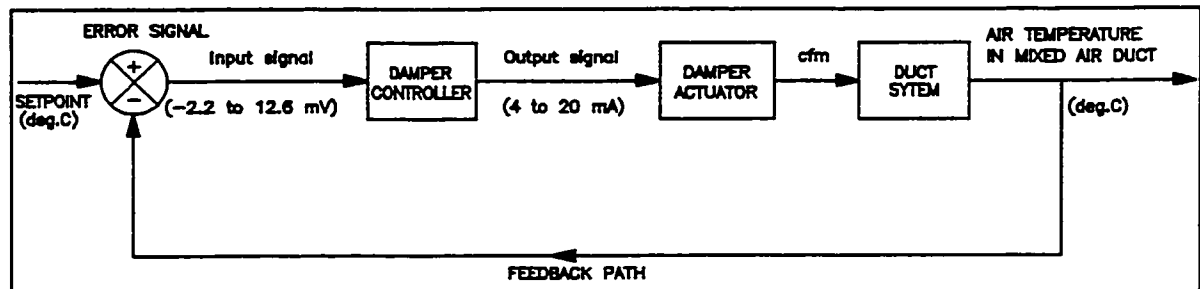 ERROR SIGNAL
+
−
SETPOINT
(deg.C)
Input signal
(−2.2 to 12.6 mV)
DAMPER
CONTROLLER
Output signal
(4 to 20 mA)
DAMPER
ACTUATOR
cfm
DUCT
SYTEM
AIR TEMPERATURE
IN MIXED AIR DUCT
(deg.C)
FEEDBACK PATH